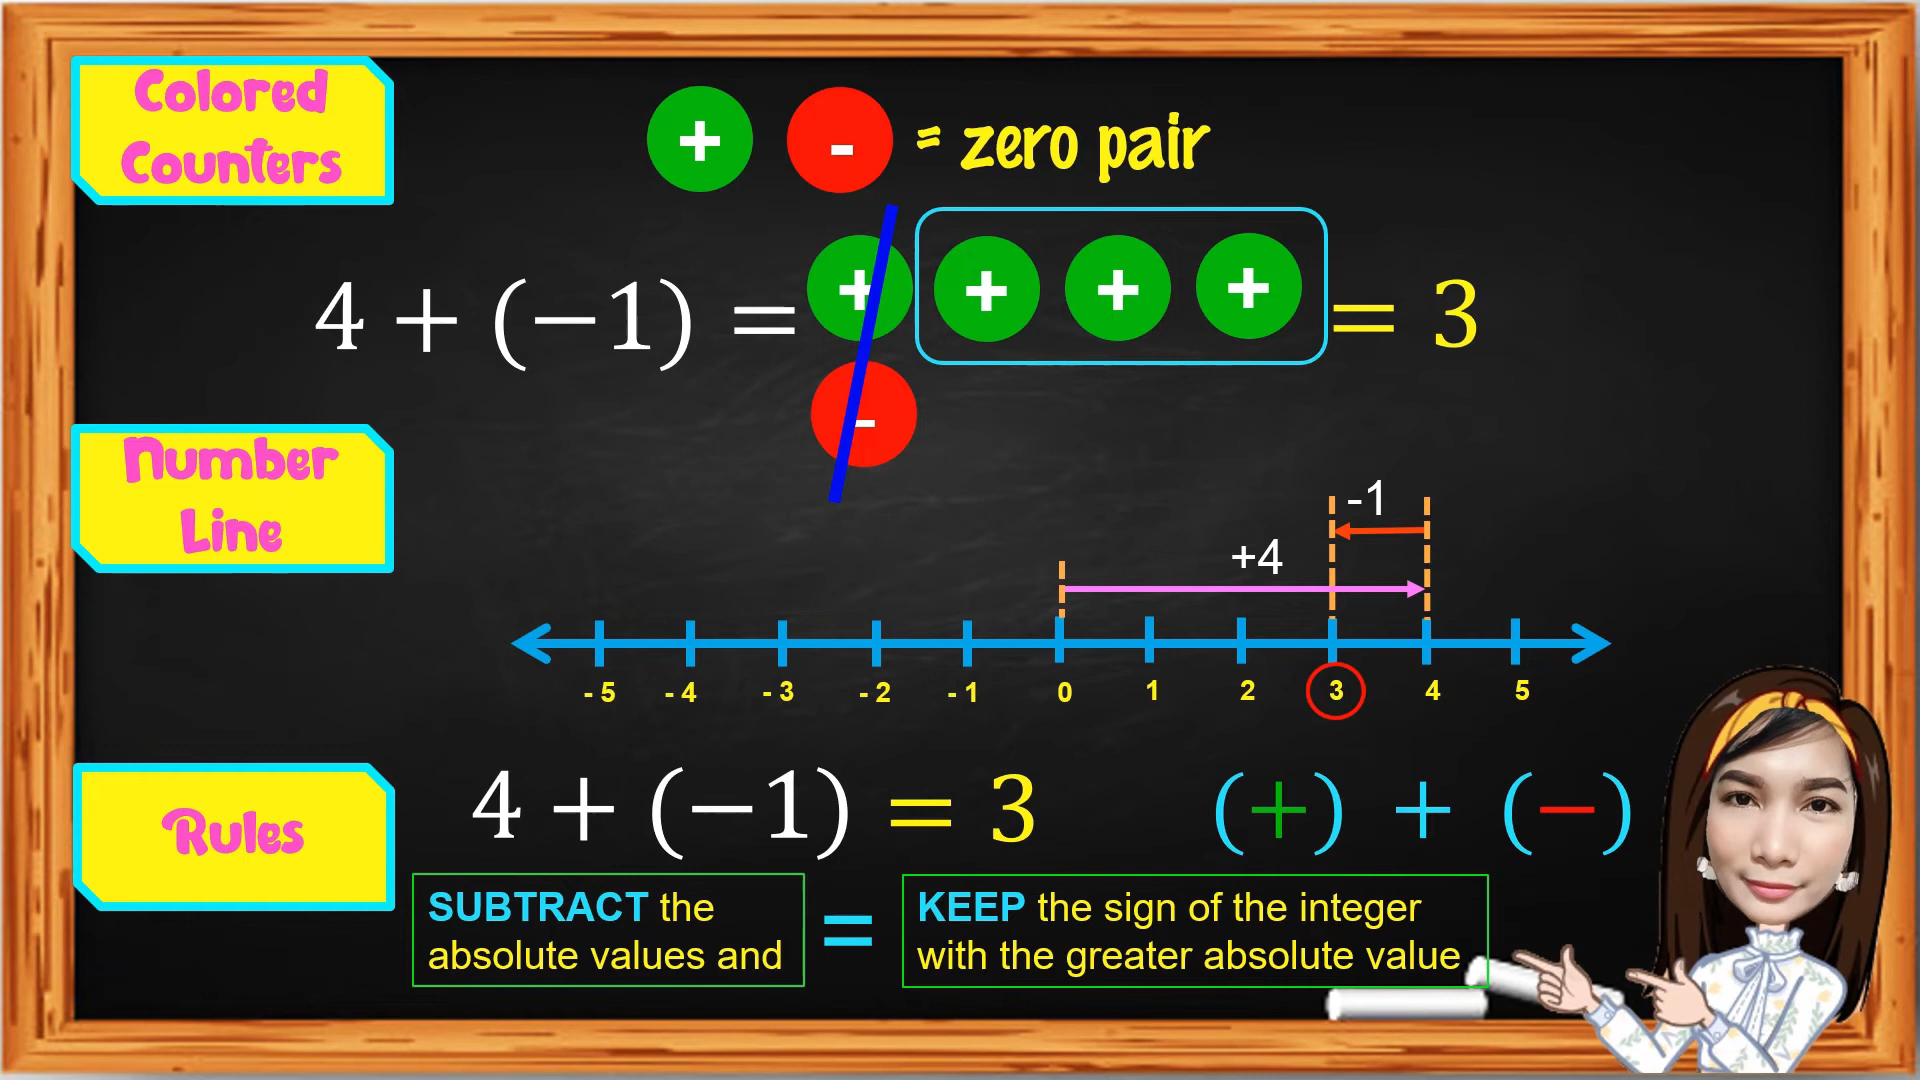 Colored
Counters
+ - = zero pair
4 + (−1) = + + + + = 3
-
Number
Line
-1
+4
- 5 - 4 - 3 - 2 - 1 0 1 2 3 4 5
Rules
4 + (−1) = 3 (+) + (−)
SUBTRACT the
absolute values and
=
KEEP the sign of the integer
with the greater absolute value